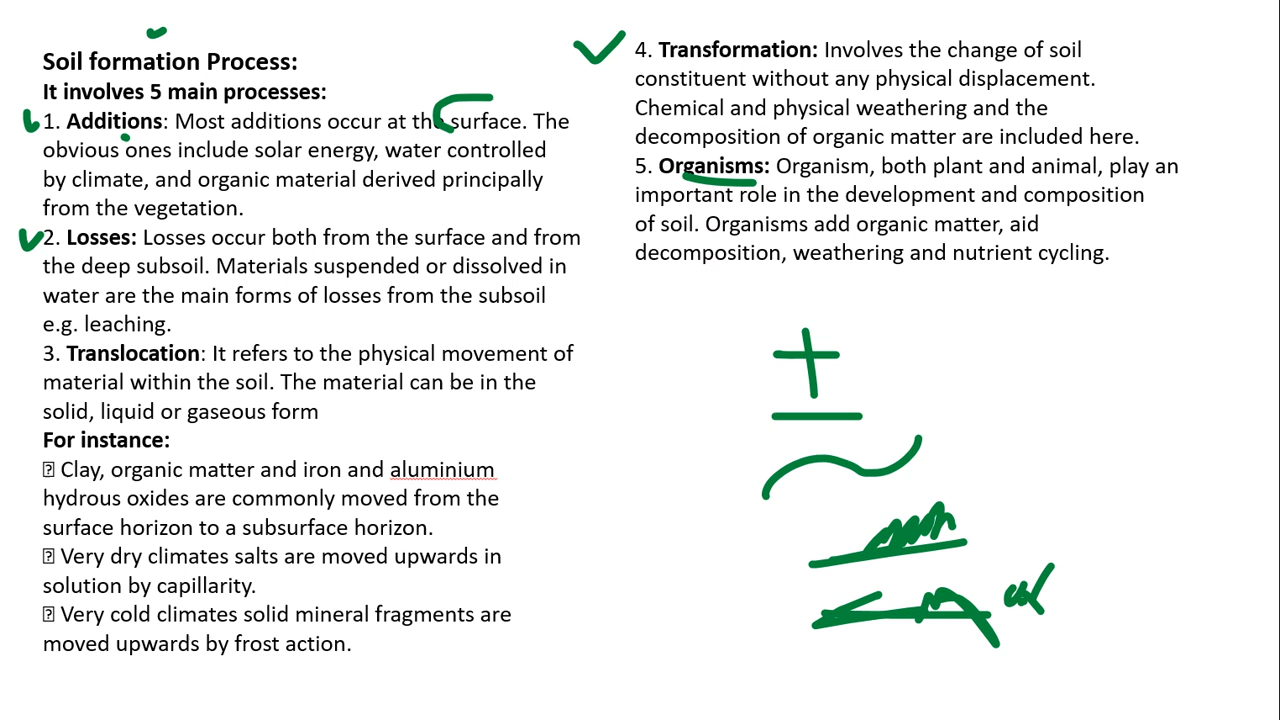 Soil formation Process:
It involves 5 main processes:
1. Additions: Most additions occur at the surface. The
obvious ones include solar energy, water controlled
by climate, and organic material derived principally
from the vegetation.
2. Losses: Losses occur both from the surface and from
the deep subsoil. Materials suspended or dissolved in
water are the main forms of losses from the subsoil
e.g. leaching.
3. Translocation: It refers to the physical movement of
material within the soil. The material can be in the
solid, liquid or gaseous form
For instance:
Clay, organic matter and iron and aluminium
hydrous oxides are commonly moved from the
surface horizon to a subsurface horizon.
Very dry climates salts are moved upwards in
solution by capillarity.
Very cold climates solid mineral fragments are
moved upwards by frost action.
4. Transformation: Involves the change of soil
constituent without any physical displacement.
Chemical and physical weathering and the
decomposition of organic matter are included here.
5. Organisms: Organism, both plant and animal, play an
important role in the development and composition
of soil. Organisms add organic matter, aid
decomposition, weathering and nutrient cycling.